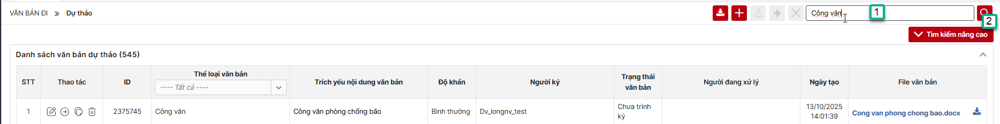 VĂN BẢN ĐI » Dự thảo
Công văn
1
2
Tìm kiếm nâng cao
Danh sách văn bản dự thảo (545)
STT Thao tác ID Thể loại văn bản Trích yếu nội dung văn bản Độ khẩn Người ký Trạng thái văn bản Người đang xử lý Ngày tạo File văn bản
---- Tất cả ----
1 2375745 Công văn Công văn phòng chống bão Bình thường Dv_longnv_test Chưa trình ký 13/10/2025 14:01:39 Cong van phong chong bao.docx